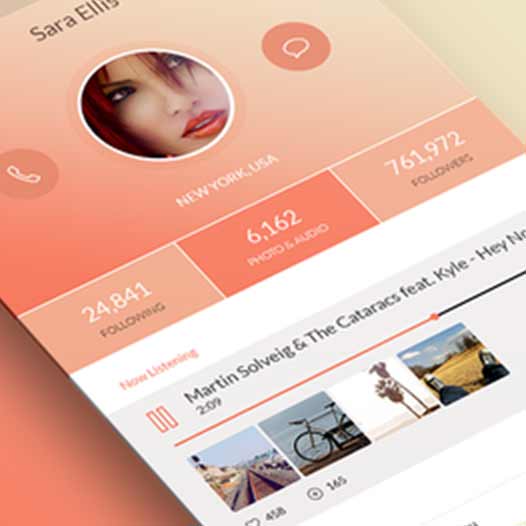 Sara Ellis
NEW YORK, USA
24,841
FOLLOWING
6,162
PHOTO & AUDIO
761,972
FOLLOWERS
Now Listening
Martin Solveig & The Cataracs feat. Kyle - Hey No
2:09
458
165